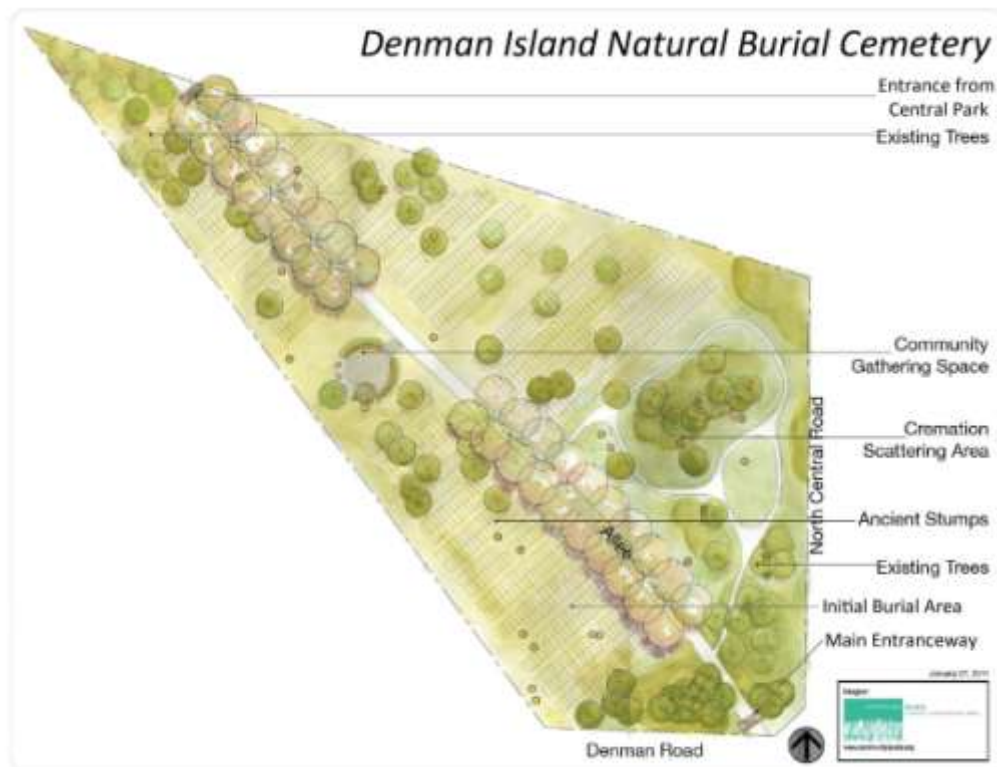 Denman Island Natural Burial Cemetery
Entrance from
Central Park
Existing Trees
Community
Gathering Space
Cremation
Scattering Area
North Central Road
Ancient Stumps
Allee
Existing Trees
Initial Burial Area
Main Entranceway
Denman Road